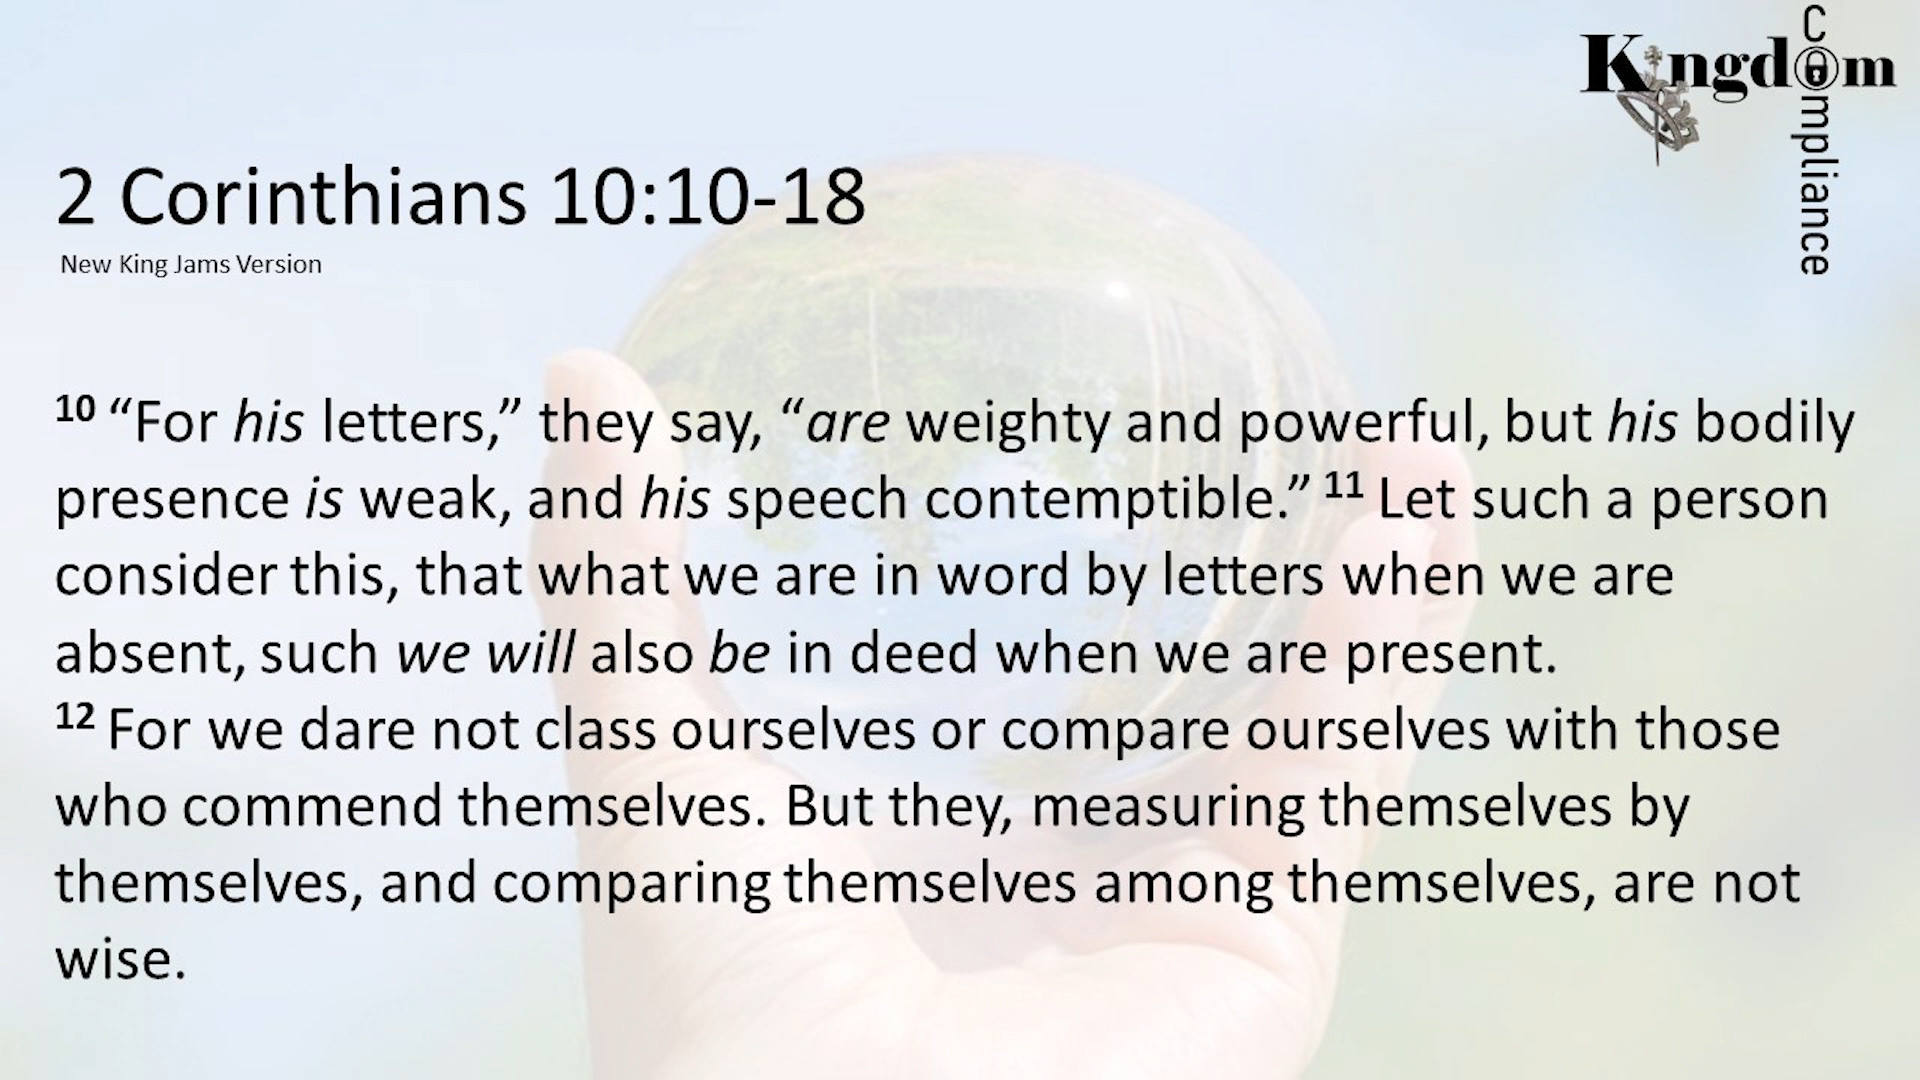 Kingdom
Compliance
2 Corinthians 10:10-18
New King Jams Version
10 “For his letters,” they say, “are weighty and powerful, but his bodily
presence is weak, and his speech contemptible.” 11 Let such a person
consider this, that what we are in word by letters when we are
absent, such we will also be in deed when we are present.
12 For we dare not class ourselves or compare ourselves with those
who commend themselves. But they, measuring themselves by
themselves, and comparing themselves among themselves, are not
wise.